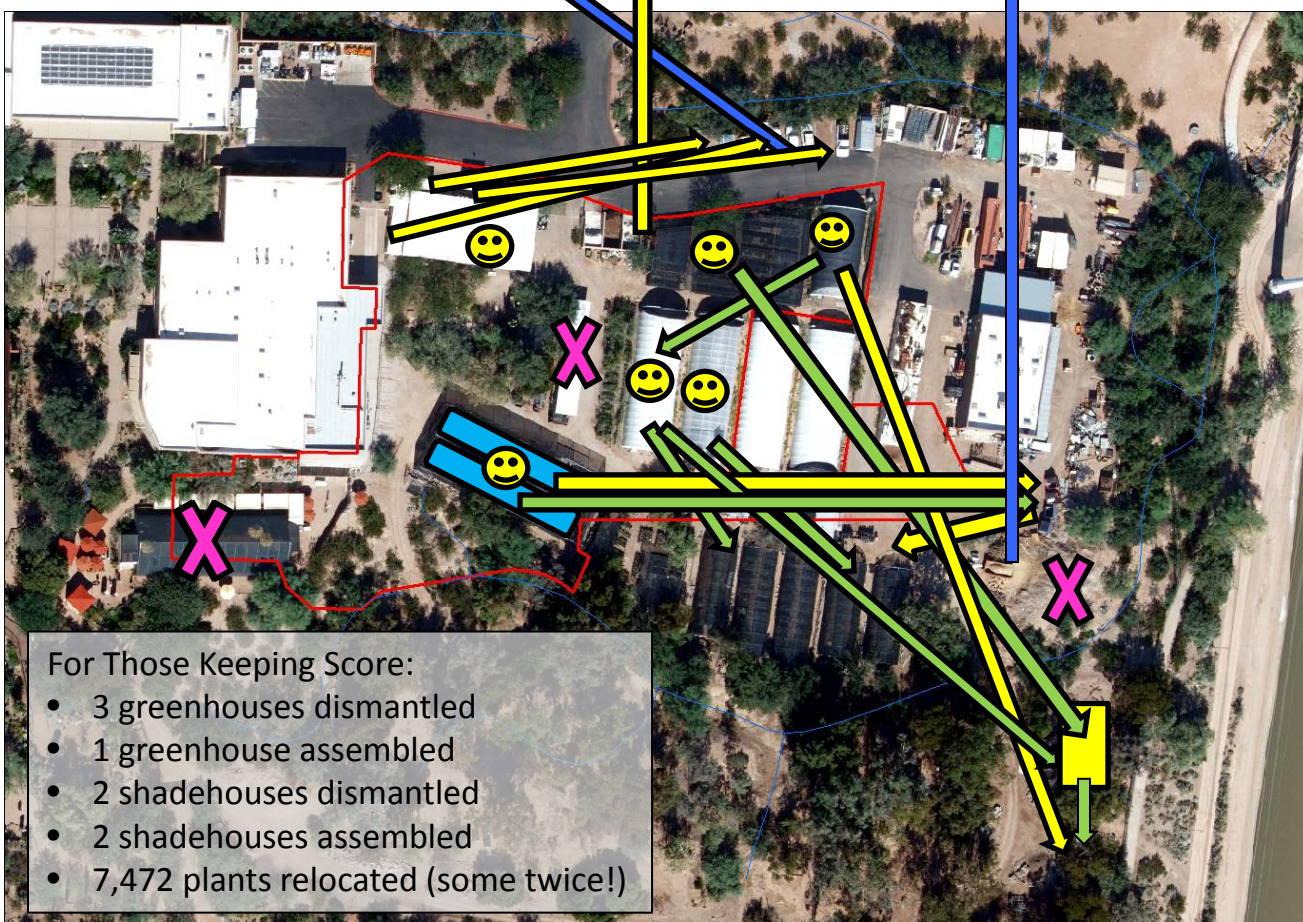 For Those Keeping Score:
• 3 greenhouses dismantled
• 1 greenhouse assembled
• 2 shadehouses dismantled
• 2 shadehouses assembled
• 7,472 plants relocated (some twice!)